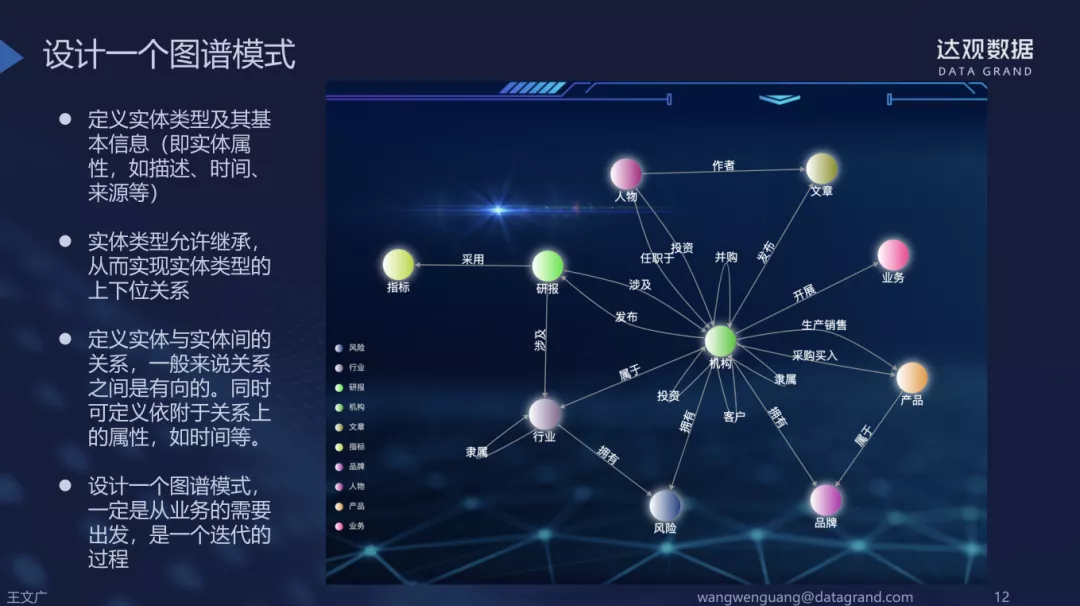 设计一个图谱模式
达观数据
DATA GRAND
● 定义实体类型及其基
本信息（即实体属
性，如描述、时间、
来源等）
● 实体类型允许继承，
从而实现实体类型的
上下位关系
● 定义实体与实体间的
关系，一般来说关系
之间是有向的。同时
可定义依附于关系上
的属性，如时间等。
● 设计一个图谱模式，
一定是从业务的需要
出发，是一个迭代的
过程
作者
人物
文章
投资
任职于
并购
发布
采用
指标
研报
涉及
业务
开展
发布
生产销售
涉及
机构
采购买入
属于
隶属
产品
投资
拥有
客户
拥有
行业
属于
隶属
拥有
风险
品牌
风险
行业
研报
机构
文章
指标
品牌
人物
产品
业务
王文广
wangwenguang@datagrand.com
12